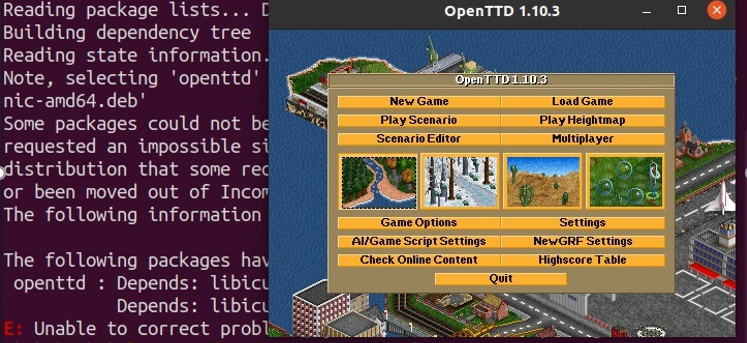 Reading package lists... D
Building dependency tree
Reading state information.
Note, selecting 'openttd'
nic-amd64.deb'
Some packages could not be
requested an impossible si
distribution that some rec
or been moved out of Incom
The following information
The following packages hav
openttd : Depends: libicu
Depends: libicu
E: Unable to correct probl
OpenTTD 1.10.3
OpenTTD 1.10.3
New Game Load Game
Play Scenario Play Heightmap
Scenario Editor Multiplayer
Game Options Settings
AI/Game Script Settings NewGRF Settings
Check Online Content Highscore Table
Quit